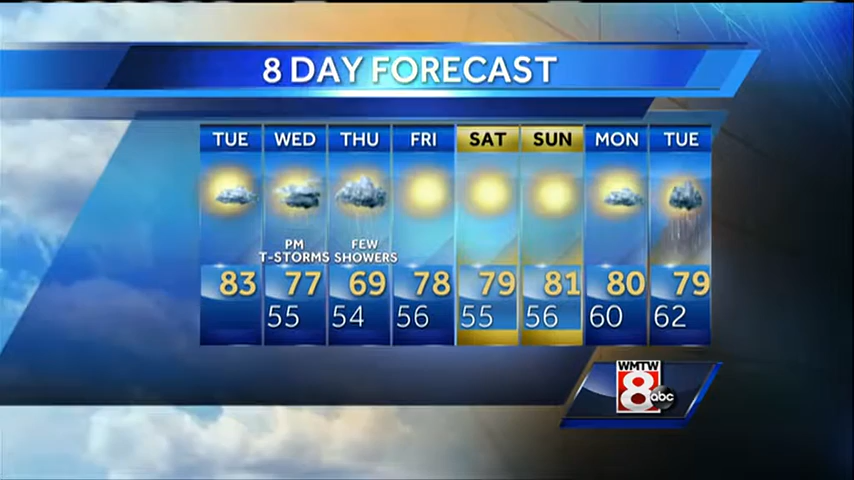 8 DAY FORECAST
TUE WED THU FRI SAT SUN MON TUE
PM T-STORMS
FEW SHOWERS
83 77 69 78 79 81 80 79
55 54 56 55 56 60 62
WMTW
8
abc